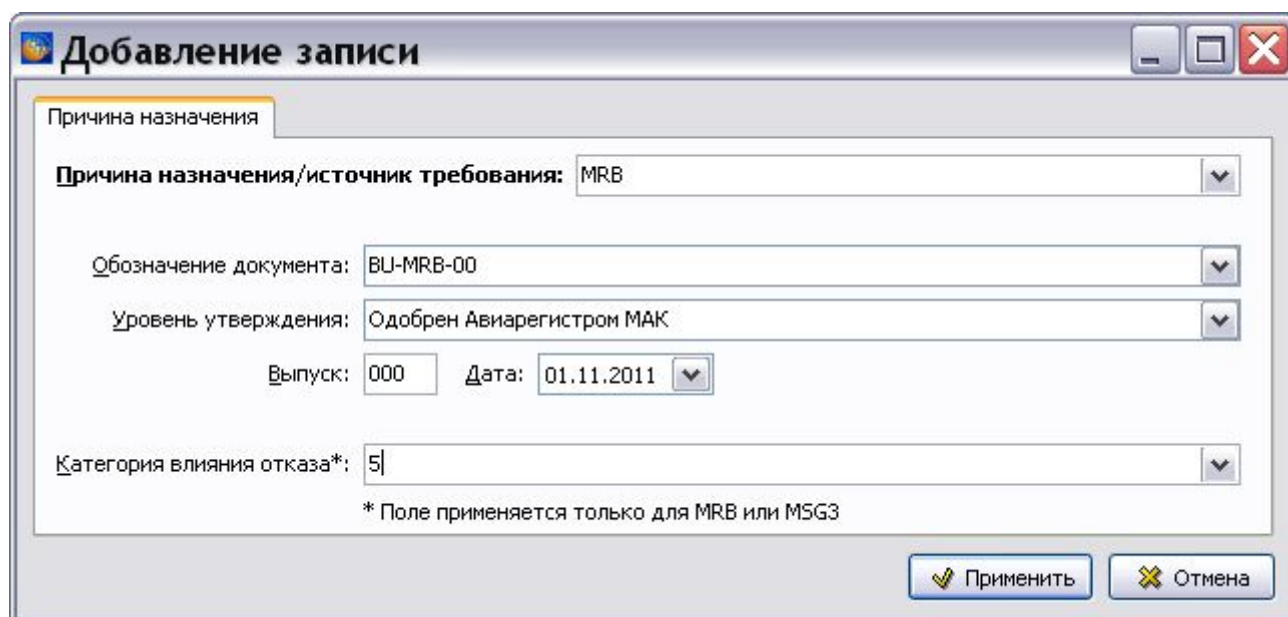 Добавление записи
Причина назначения
Причина назначения/источник требования: MRB
Обозначение документа: BU-MRB-00
Уровень утверждения: Одобрен Авиарегистром МАК
Выпуск: 000 Дата: 01.11.2011
Категория влияния отказа*: 5
* Поле применяется только для MRB или MSG3
Применить Отмена